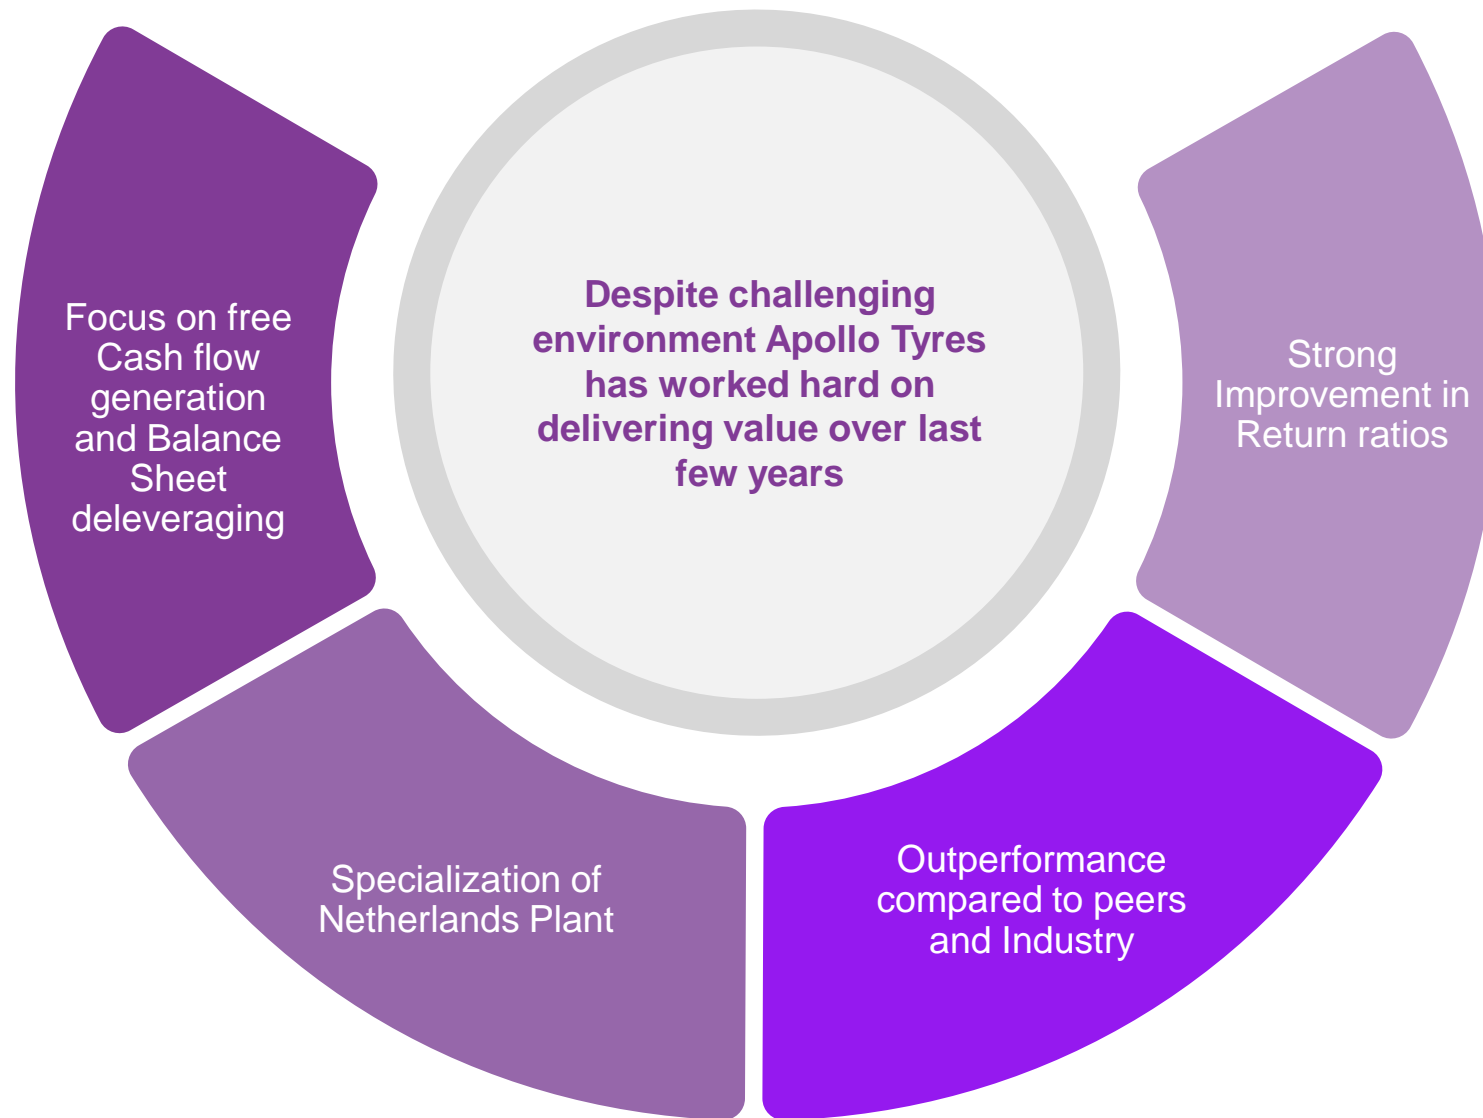 Despite challenging
environment Apollo Tyres
has worked hard on
delivering value over last
few years
Focus on free
Cash flow
generation
and Balance
Sheet
deleveraging
Specialization of
Netherlands Plant
Outperformance
compared to peers
and Industry
Strong
Improvement in
Return ratios